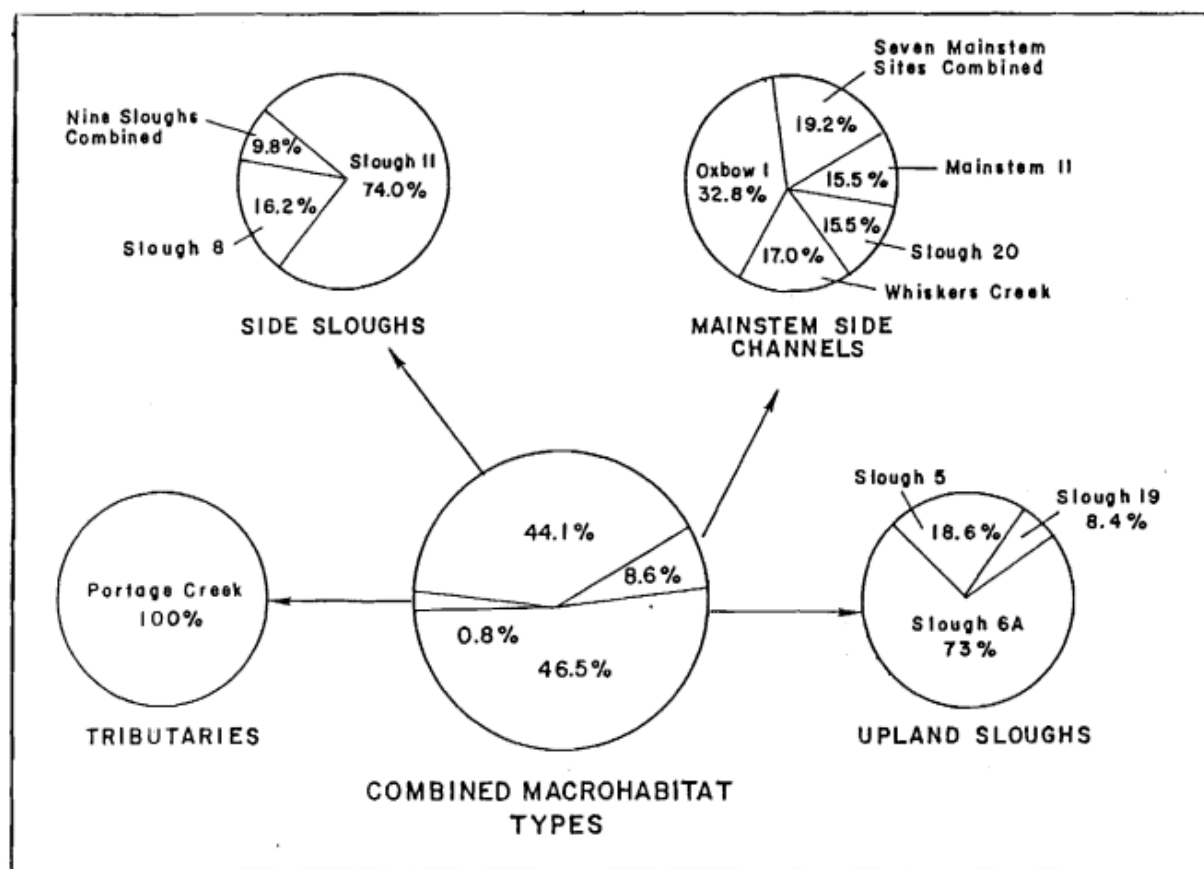 Nine Sloughs
Combined
9.8%
Slough 11
74.0%
16.2%
Slough 8
SIDE SLOUGHS
Seven Mainstem
Sites Combined
19.2%
Oxbow 1
32.8%
15.5%
Mainstem 11
15.5%
Slough 20
17.0%
Whiskers Creek
MAINSTEM SIDE
CHANNELS
Portage Creek
100%
TRIBUTARIES
44.1%
8.6%
0.8%
46.5%
COMBINED MACROHABITAT
TYPES
Slough 5
18.6%
Slough 19
8.4%
Slough 6A
73%
UPLAND SLOUGHS